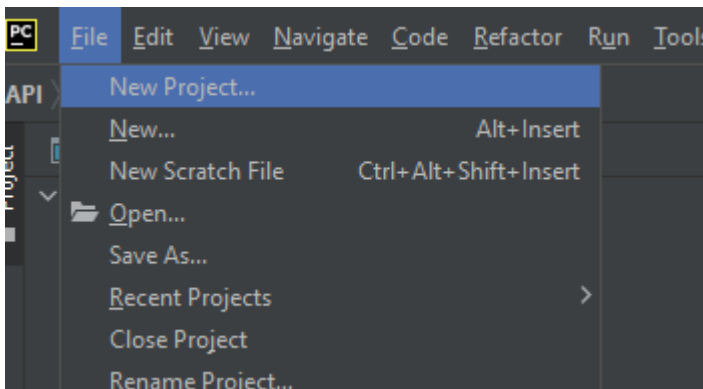 PC
File Edit View Navigate Code Refactor Run Tools
API
New Project...
New... Alt+Insert
New Scratch File Ctrl+Alt+Shift+Insert
Project
Open...
Save As...
Recent Projects
Close Project
Rename Project...